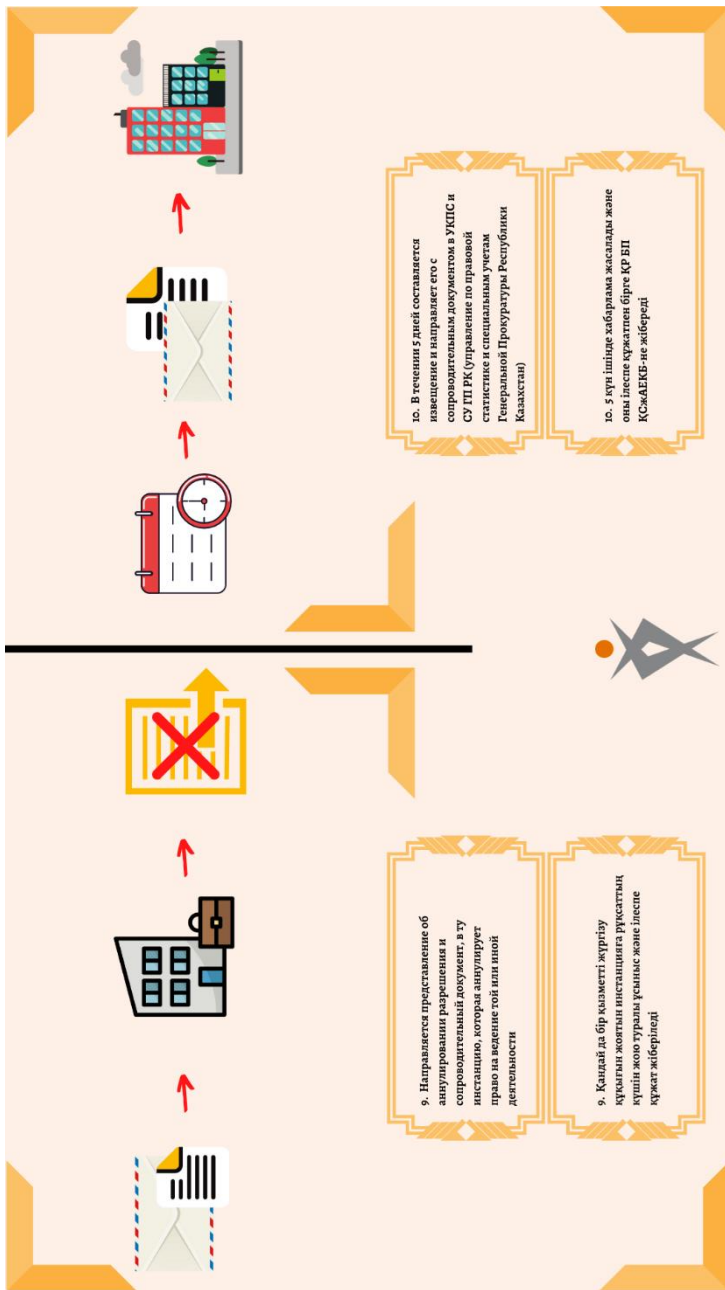 9. Направляется представление об
аннулировании разрешения и
сопроводительный документ, в ту
инстанцию, которая аннулирует
право на ведение той или иной
деятельности
9. Қандай да бір қызметті жүргізу
құқығын жоятын инстанцияға рұқсаттың
күшін жою туралы ұсыныс және ілеспе
құжат жіберіледі
10. В течении 5 дней составляется
извещение и направляет его с
сопроводительным документом в УКПС и
СУ ГП РК (управление по правовой
статистике и специальным учетам
Генеральной Прокуратуры Республики
Казахстан)
10. 5 күн ішінде хабарлама жасалады және
оны ілеспе құжатпен бірге ҚР БП
ҚСжАЕКБ-не жібереді